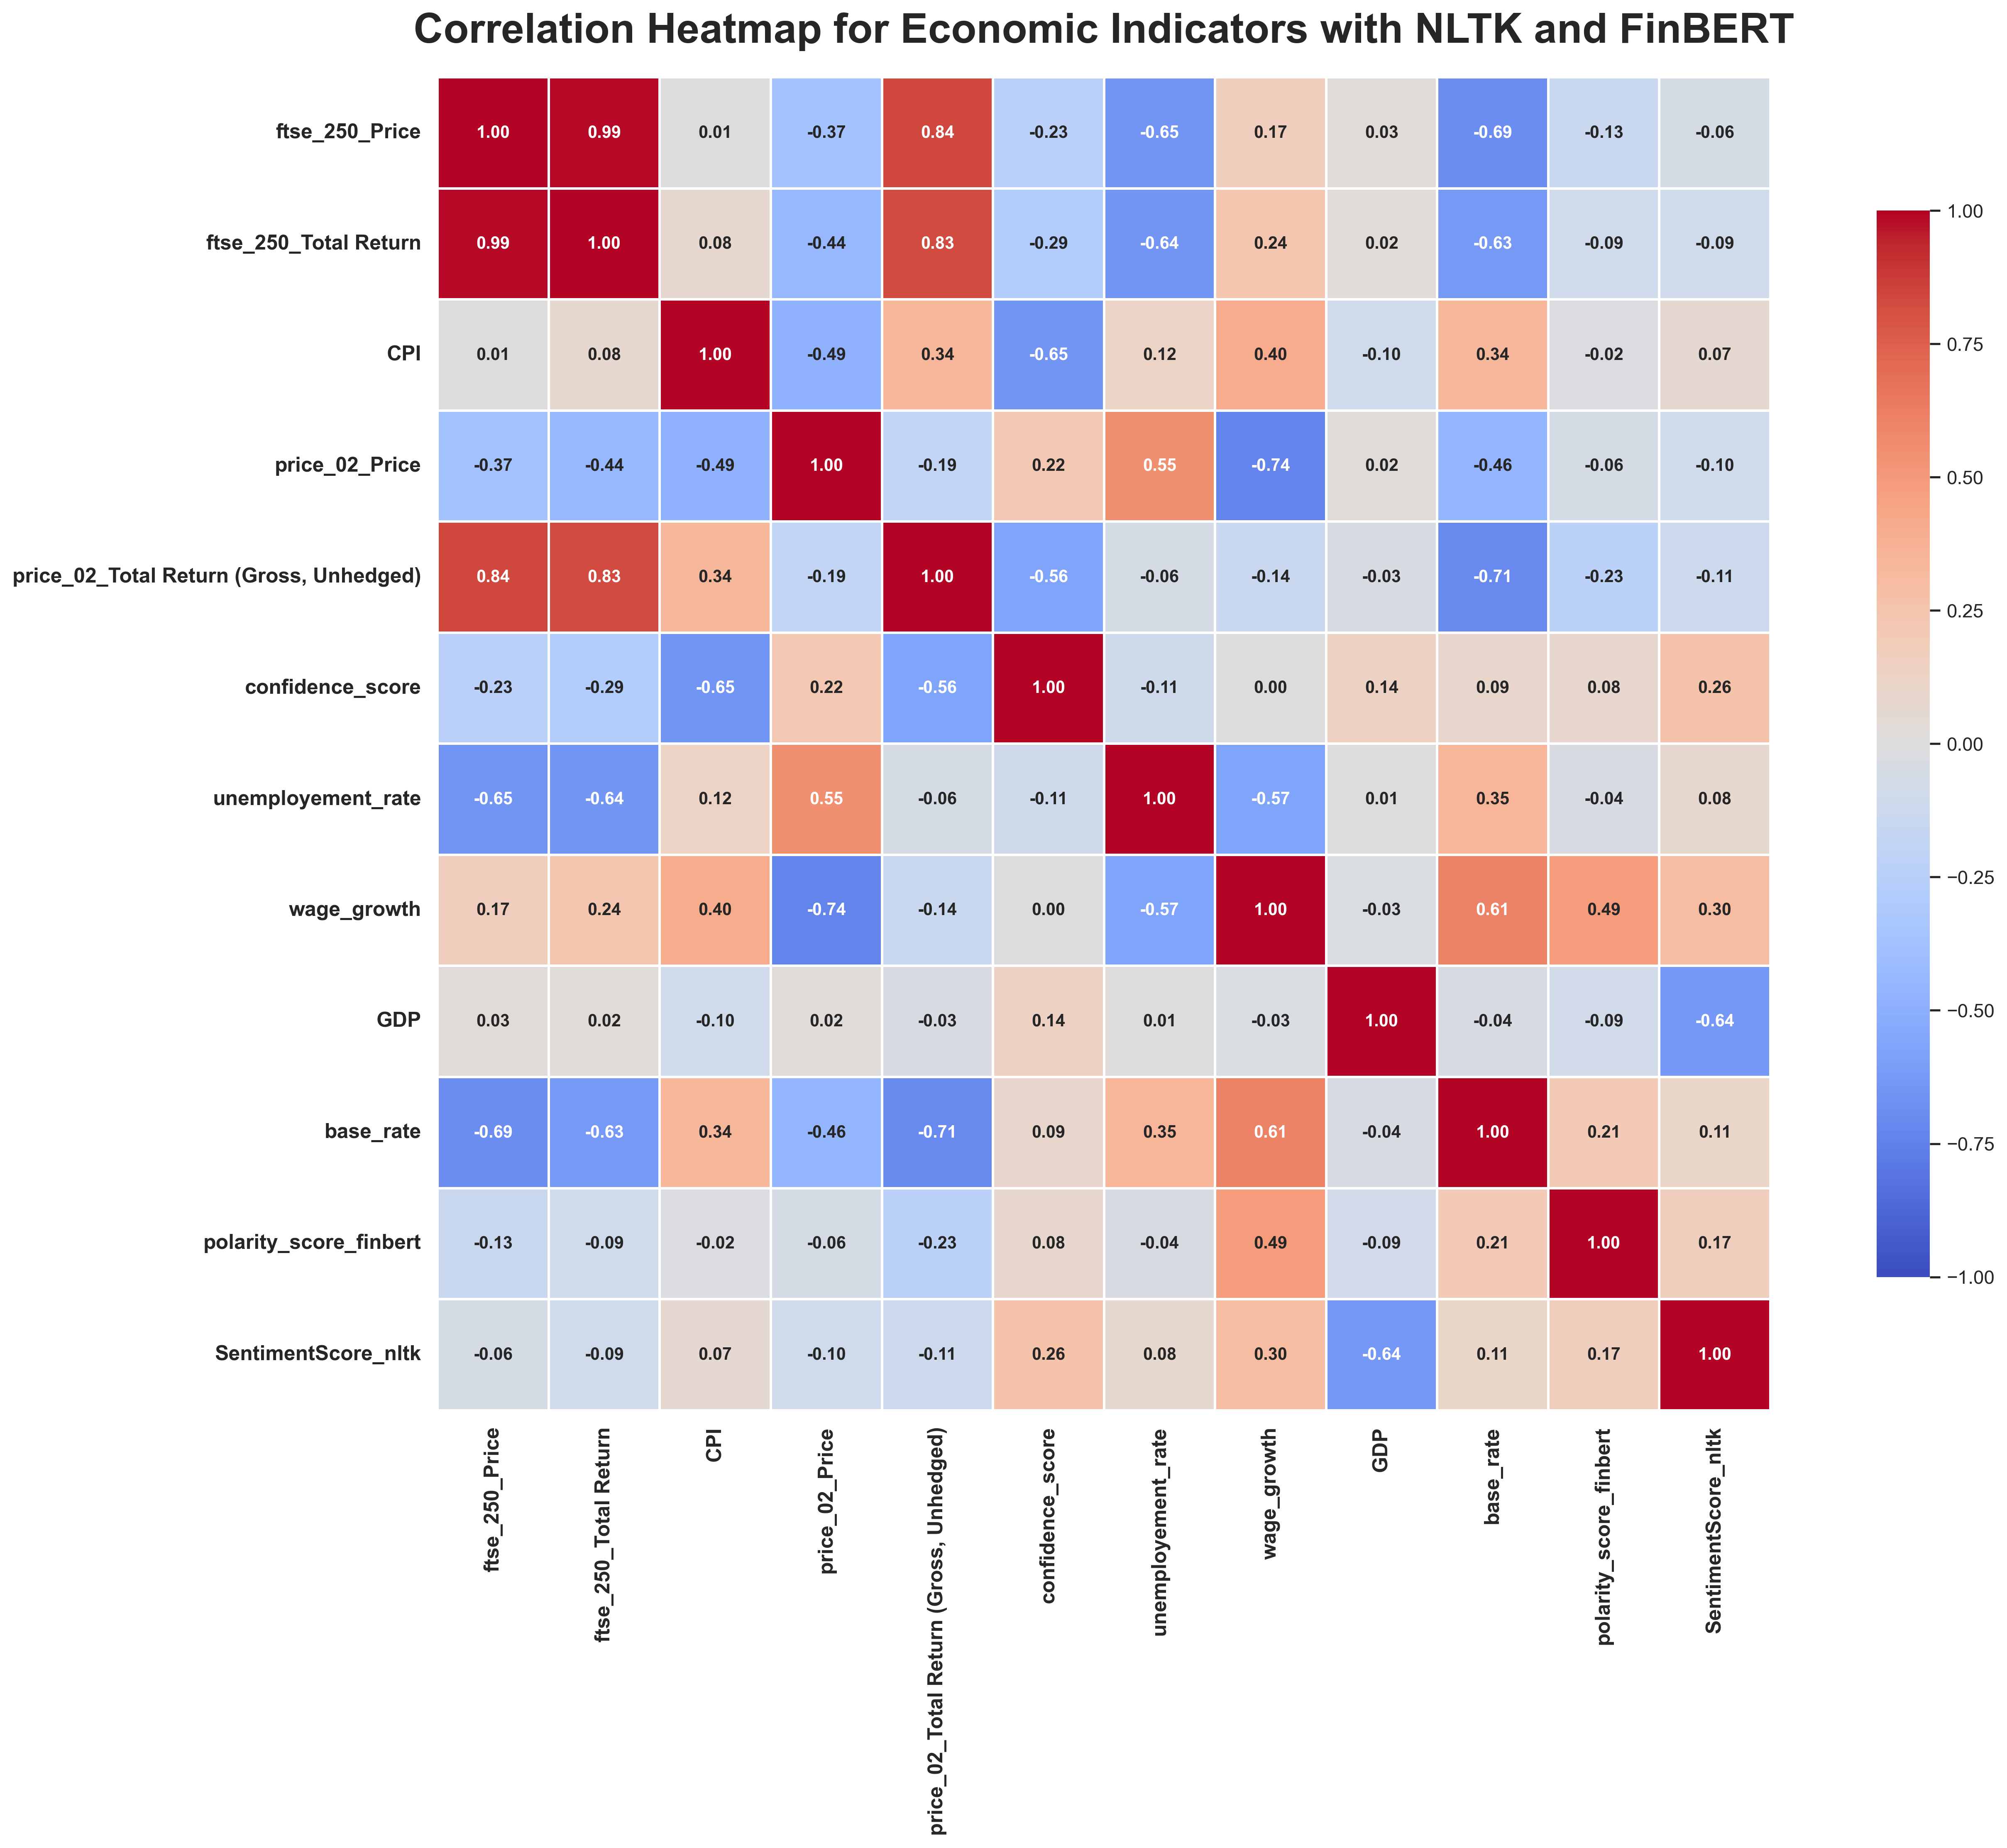 Correlation Heatmap for Economic Indicators with NLTK and FinBERT
ftse_250_Price 1.00 0.99 0.01 -0.37 0.84 -0.23 -0.65 0.17 0.03 -0.69 -0.13 -0.06
ftse_250_Total Return 0.99 1.00 0.08 -0.44 0.83 -0.29 -0.64 0.24 0.02 -0.63 -0.09 -0.09
CPI 0.01 0.08 1.00 -0.49 0.34 -0.65 0.12 0.40 -0.10 0.34 -0.02 0.07
price_02_Price -0.37 -0.44 -0.49 1.00 -0.19 0.22 0.55 -0.74 0.02 -0.46 -0.06 -0.10
price_02_Total Return (Gross, Unhedged) 0.84 0.83 0.34 -0.19 1.00 -0.56 -0.06 -0.14 -0.03 -0.71 -0.23 -0.11
confidence_score -0.23 -0.29 -0.65 0.22 -0.56 1.00 -0.11 0.00 0.14 0.09 0.08 0.26
unemployement_rate -0.65 -0.64 0.12 0.55 -0.06 -0.11 1.00 -0.57 0.01 0.35 -0.04 0.08
wage_growth 0.17 0.24 0.40 -0.74 -0.14 0.00 -0.57 1.00 -0.03 0.61 0.49 0.30
GDP 0.03 0.02 -0.10 0.02 -0.03 0.14 0.01 -0.03 1.00 -0.04 -0.09 -0.64
base_rate -0.69 -0.63 0.34 -0.46 -0.71 0.09 0.35 0.61 -0.04 1.00 0.21 0.11
polarity_score_finbert -0.13 -0.09 -0.02 -0.06 -0.23 0.08 -0.04 0.49 -0.09 0.21 1.00 0.17
SentimentScore_nltk -0.06 -0.09 0.07 -0.10 -0.11 0.26 0.08 0.30 -0.64 0.11 0.17 1.00
ftse_250_Price
ftse_250_Total Return
CPI
price_02_Price
price_02_Total Return (Gross, Unhedged)
confidence_score
unemployement_rate
wage_growth
GDP
base_rate
polarity_score_finbert
SentimentScore_nltk
1.00
0.75
0.50
0.25
0.00
−0.25
−0.50
−0.75
−1.00